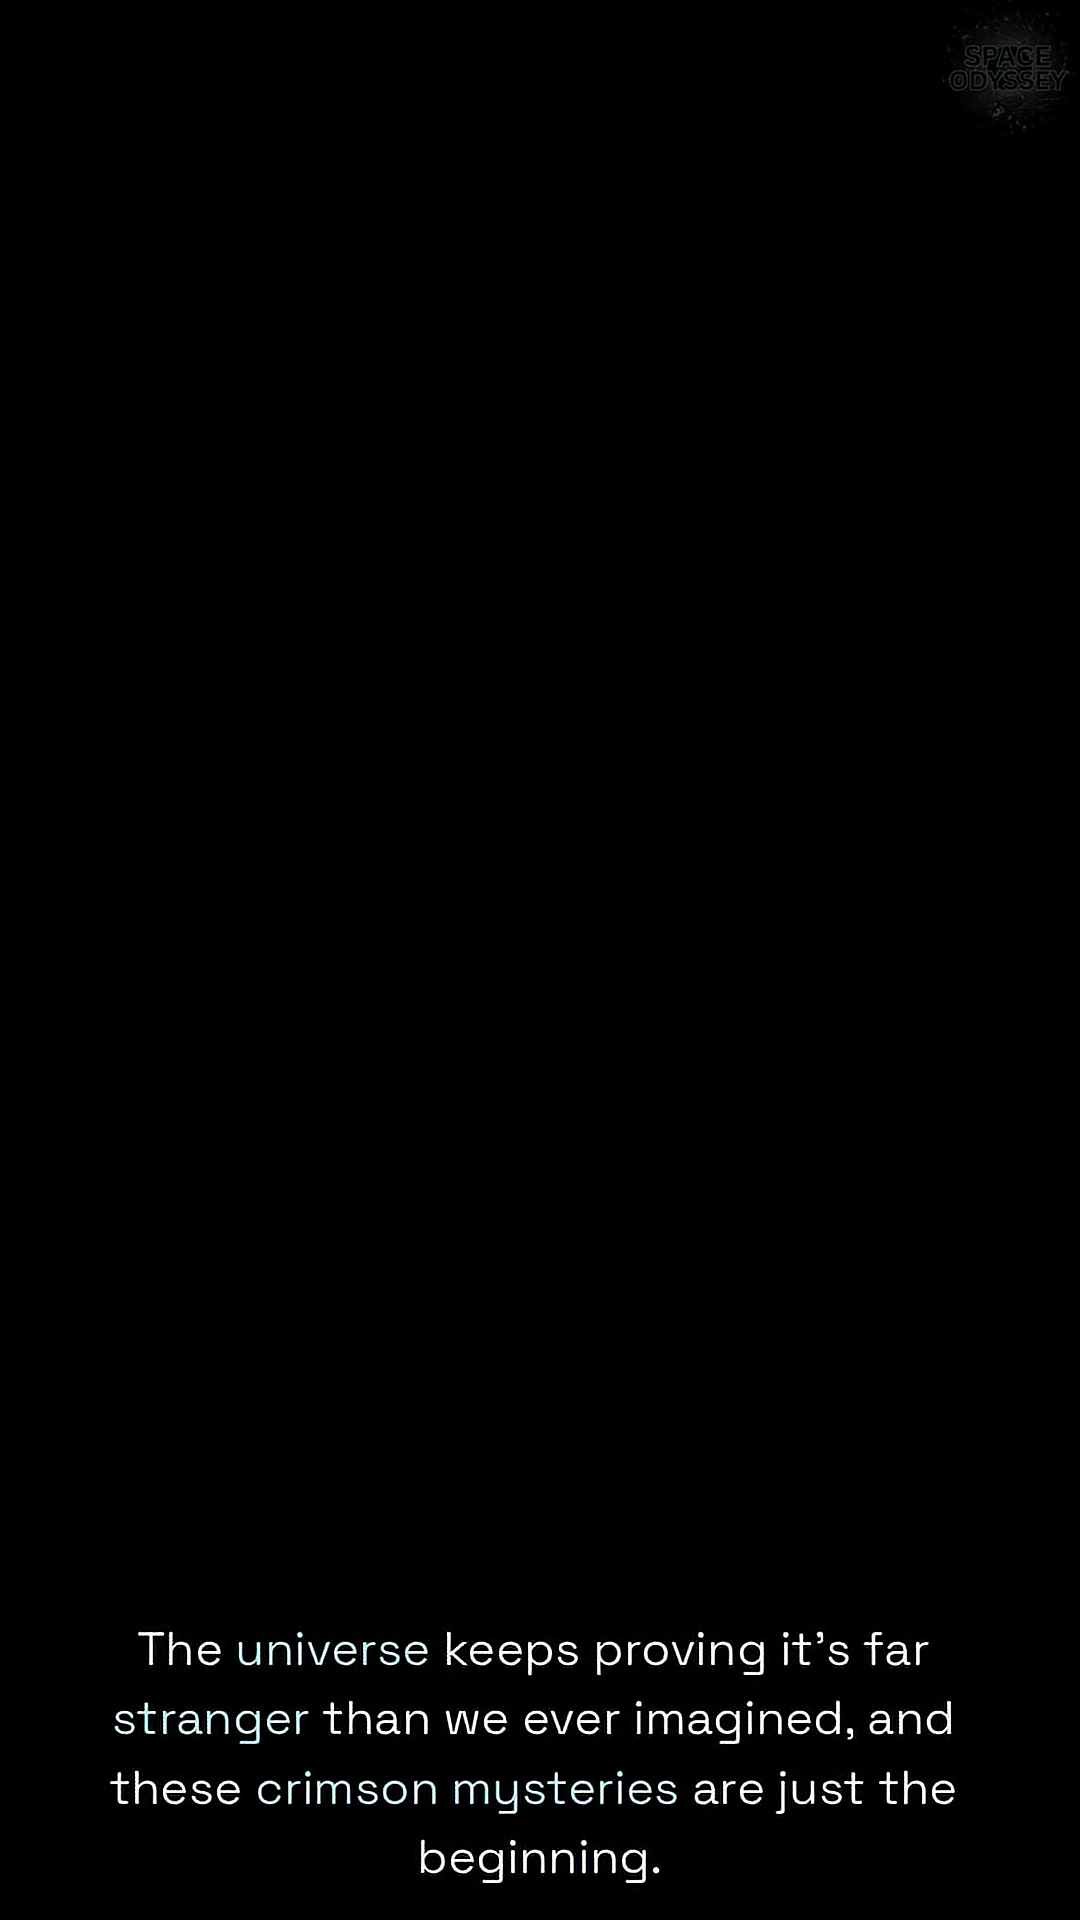 SPACE
ODYSSEY
The universe keeps proving it’s far
stranger than we ever imagined, and
these crimson mysteries are just the
beginning.